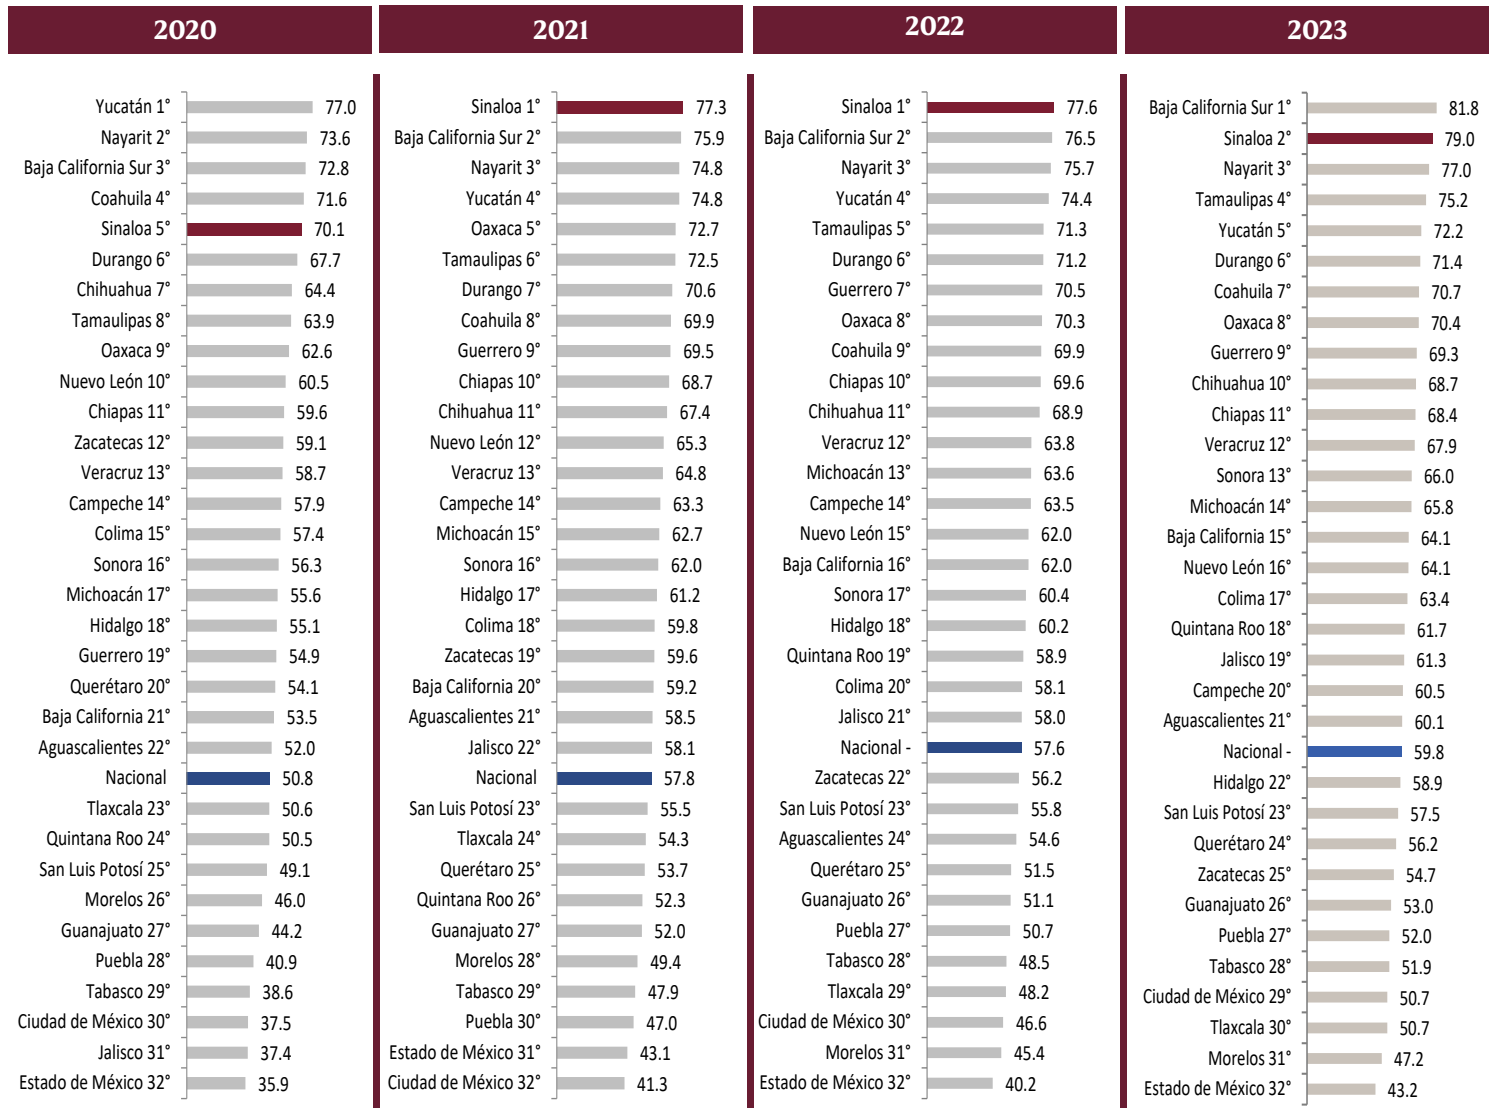 2020
Yucatán 1° 77.0
Nayarit 2° 73.6
Baja California Sur 3° 72.8
Coahuila 4° 71.6
Sinaloa 5° 70.1
Durango 6° 67.7
Chihuahua 7° 64.4
Tamaulipas 8° 63.9
Oaxaca 9° 62.6
Nuevo León 10° 60.5
Chiapas 11° 59.6
Zacatecas 12° 59.1
Veracruz 13° 58.7
Campeche 14° 57.9
Colima 15° 57.4
Sonora 16° 56.3
Michoacán 17° 55.6
Hidalgo 18° 55.1
Guerrero 19° 54.9
Querétaro 20° 54.1
Baja California 21° 53.5
Aguascalientes 22° 52.0
Nacional 50.8
Tlaxcala 23° 50.6
Quintana Roo 24° 50.5
San Luis Potosí 25° 49.1
Morelos 26° 46.0
Guanajuato 27° 44.2
Puebla 28° 40.9
Tabasco 29° 38.6
Ciudad de México 30° 37.5
Jalisco 31° 37.4
Estado de México 32° 35.9
2021
Sinaloa 1° 77.3
Baja California Sur 2° 75.9
Nayarit 3° 74.8
Yucatán 4° 74.8
Oaxaca 5° 72.7
Tamaulipas 6° 72.5
Durango 7° 70.6
Coahuila 8° 69.9
Guerrero 9° 69.5
Chiapas 10° 68.7
Chihuahua 11° 67.4
Nuevo León 12° 65.3
Veracruz 13° 64.8
Campeche 14° 63.3
Michoacán 15° 62.7
Sonora 16° 62.0
Hidalgo 17° 61.2
Colima 18° 59.8
Zacatecas 19° 59.6
Baja California 20° 59.2
Aguascalientes 21° 58.5
Jalisco 22° 58.1
Nacional 57.8
San Luis Potosí 23° 55.5
Tlaxcala 24° 54.3
Querétaro 25° 53.7
Quintana Roo 26° 52.3
Guanajuato 27° 52.0
Morelos 28° 49.4
Tabasco 29° 47.9
Puebla 30° 47.0
Estado de México 31° 43.1
Ciudad de México 32° 41.3
2022
Sinaloa 1° 77.6
Baja California Sur 2° 76.5
Nayarit 3° 75.7
Yucatán 4° 74.4
Tamaulipas 5° 71.3
Durango 6° 71.2
Guerrero 7° 70.5
Oaxaca 8° 70.3
Coahuila 9° 69.9
Chiapas 10° 69.6
Chihuahua 11° 68.9
Veracruz 12° 63.8
Michoacán 13° 63.6
Campeche 14° 63.5
Nuevo León 15° 62.0
Baja California 16° 62.0
Sonora 17° 60.4
Hidalgo 18° 60.2
Quintana Roo 19° 58.9
Colima 20° 58.1
Jalisco 21° 58.0
Nacional - 57.6
Zacatecas 22° 56.2
San Luis Potosí 23° 55.8
Aguascalientes 24° 54.6
Querétaro 25° 51.5
Guanajuato 26° 51.1
Puebla 27° 50.7
Tabasco 28° 48.5
Tlaxcala 29° 48.2
Ciudad de México 30° 46.6
Morelos 31° 45.4
Estado de México 32° 40.2
2023
Baja California Sur 1° 81.8
Sinaloa 2° 79.0
Nayarit 3° 77.0
Tamaulipas 4° 75.2
Yucatán 5° 72.2
Durango 6° 71.4
Coahuila 7° 70.7
Oaxaca 8° 70.4
Guerrero 9° 69.3
Chihuahua 10° 68.7
Chiapas 11° 68.4
Veracruz 12° 67.9
Sonora 13° 66.0
Michoacán 14° 65.8
Baja California 15° 64.1
Nuevo León 16° 64.1
Colima 17° 63.4
Quintana Roo 18° 61.7
Jalisco 19° 61.3
Campeche 20° 60.5
Aguascalientes 21° 60.1
Nacional - 59.8
Hidalgo 22° 58.9
San Luis Potosí 23° 57.5
Querétaro 24° 56.2
Zacatecas 25° 54.7
Guanajuato 26° 53.0
Puebla 27° 52.0
Tabasco 28° 51.9
Ciudad de México 29° 50.7
Tlaxcala 30° 50.7
Morelos 31° 47.2
Estado de México 32° 43.2